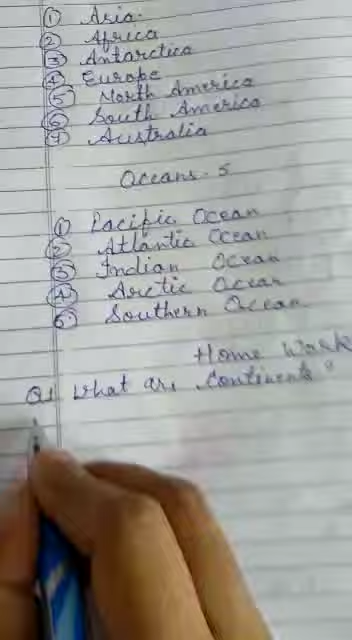 ① Asia.
② Africa
③ Antarctica
④ Europe
⑤ North America
⑥ South America
⑦ Australia
Oceans. 5
① Pacific Ocean
② Atlantic Ocean
③ Indian Ocean
④ Arctic Ocean
⑤ Southern Ocean
Home Work
Q1 What are Continents?